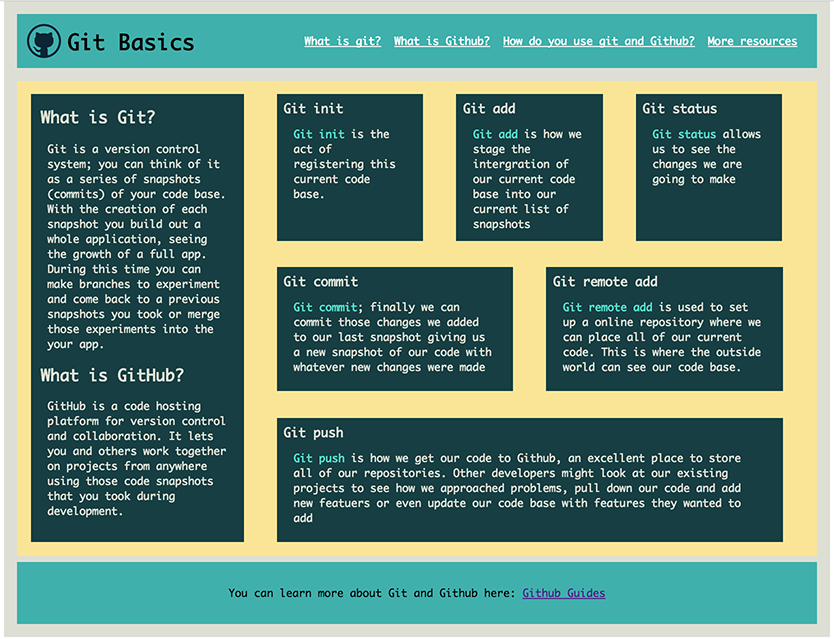 Git Basics
What is git? What is Github? How do you use git and Github? More resources
What is Git?
Git is a version control
system; you can think of it
as a series of snapshots
(commits) of your code base.
With the creation of each
snapshot you build out a
whole application, seeing
the growth of a full app.
During this time you can
make branches to experiment
and come back to a previous
snapshots you took or merge
those experiments into the
your app.
What is GitHub?
GitHub is a code hosting
platform for version control
and collaboration. It lets
you and others work together
on projects from anywhere
using those code snapshots
that you took during
development.
Git init
Git init is the
act of
registering this
current code
base.
Git add
Git add is how we
stage the
intergration of
our current code
base into our
current list of
snapshots
Git status
Git status allows
us to see the
changes we are
going to make
Git commit
Git commit; finally we can
commit those changes we added
to our last snapshot giving us
a new snapshot of our code with
whatever new changes were made
Git remote add
Git remote add is used to set
up a online repository where we
can place all of our current
code. This is where the outside
world can see our code base.
Git push
Git push is how we get our code to Github, an excellent place to store
all of our repositories. Other developers might look at our existing
projects to see how we approached problems, pull down our code and add
new featuers or even update our code base with features they wanted to
add
You can learn more about Git and Github here: Github Guides